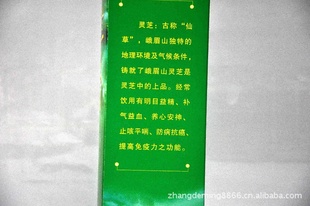 灵芝：古称“仙
草”，峨眉山独特的
地理环境及气候条件，
铸就了峨眉山灵芝是
灵芝中的上品。经常
饮用有明目益精、补
气益血、养心安神、
止咳平喘、防病抗癌、
提高免疫力之功能。
zhangdeming8656.cn.alibaba.com